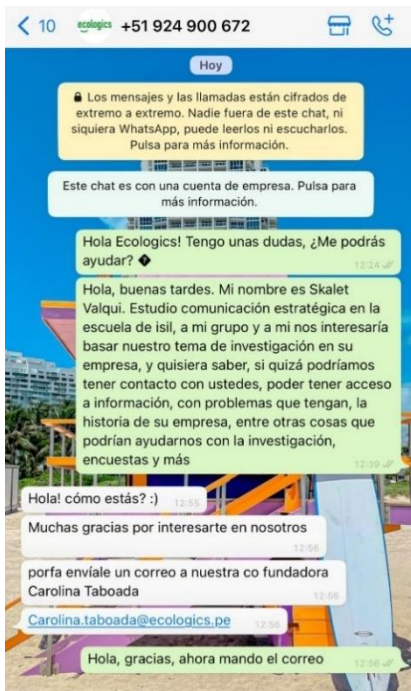 10 ecologics +51 924 900 672
Hoy
Los mensajes y las llamadas están cifrados de
extremo a extremo. Nadie fuera de este chat, ni
siquiera WhatsApp, puede leerlos ni escucharlos.
Pulsa para más información.
Este chat es con una cuenta de empresa. Pulsa para
más información.
Hola Ecologics! Tengo unas dudas, ¿Me podrás
ayudar?
12:24
Hola, buenas tardes. Mi nombre es Skalet
Valqui. Estudio comunicación estratégica en la
escuela de isil, a mi grupo y a mi nos interesaría
basar nuestro tema de investigación en su
empresa, y quisiera saber, si quizá podríamos
tener contacto con ustedes, poder tener acceso
a información, con problemas que tengan, la
historia de su empresa, entre otras cosas que
podrían ayudarnos con la investigación,
encuestas y más
12:39
Hola! cómo estás? :) 12:55
Muchas gracias por interesarte en nosotros
12:56
porfa envíale un correo a nuestra co fundadora
Carolina Taboada 12:56
Carolina.taboada@ecologics.pe 12:56
Hola, gracias, ahora mando el correo 12:56